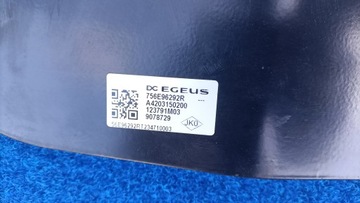 DC EGEUS
756E96292R
---
A4203150200
123791M03
9078729
JKU